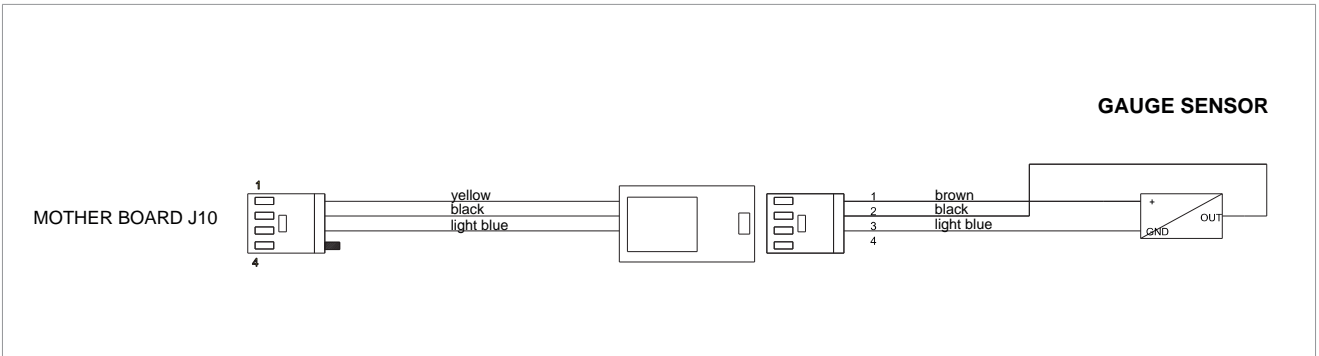 GAUGE SENSOR
MOTHER BOARD J10
1
4
yellow
black
light blue
1
2
3
4
brown
black
light blue
+
OUT
GND